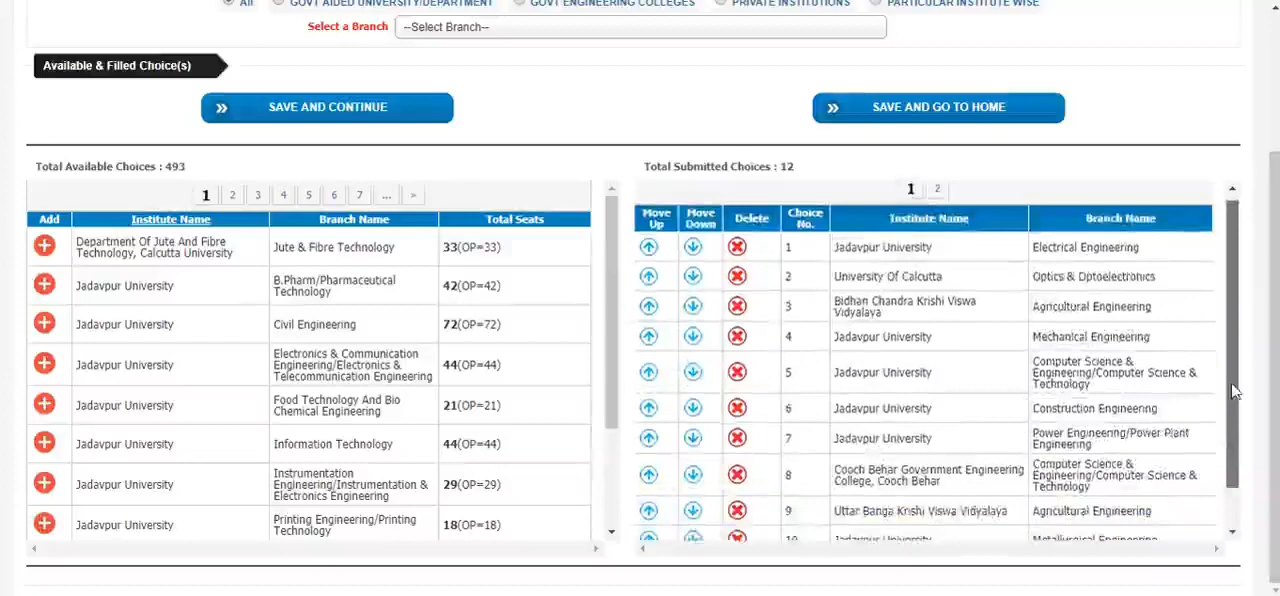 All GOVT AIDED UNIVERSITY/DEPARTMENT GOVT ENGINEERING COLLEGES PRIVATE INSTITUTIONS PARTICULAR INSTITUTE WISE
Select a Branch --Select Branch--
Available & Filled Choice(s)
SAVE AND CONTINUE SAVE AND GO TO HOME
Total Available Choices : 493
1 2 3 4 5 6 7 ... »
Add Institute Name Branch Name Total Seats
Department Of Jute And Fibre
Technology, Calcutta University
Jute & Fibre Technology
33(OP=33)
Jadavpur University
B.Pharm/Pharmaceutical
Technology
42(OP=42)
Jadavpur University
Civil Engineering
72(OP=72)
Jadavpur University
Electronics & Communication
Engineering/Electronics &
Telecommunication Engineering
44(OP=44)
Jadavpur University
Food Technology And Bio
Chemical Engineering
21(OP=21)
Jadavpur University
Information Technology
44(OP=44)
Jadavpur University
Instrumentation
Engineering/Instrumentation &
Electronics Engineering
29(OP=29)
Jadavpur University
Printing Engineering/Printing
Technology
18(OP=18)
Total Submitted Choices : 12
1 2
Move
Up
Move
Down
Delete
Choice
No.
Institute Name
Branch Name
1 Jadavpur University Electrical Engineering
2 University Of Calcutta Optics & Optoelectronics
3
Bidhan Chandra Krishi Viswa
Vidyalaya
Agricultural Engineering
4 Jadavpur University Mechanical Engineering
5 Jadavpur University
Computer Science &
Engineering/Computer Science &
Technology
6 Jadavpur University Construction Engineering
7 Jadavpur University
Power Engineering/Power Plant
Engineering
8
Cooch Behar Government Engineering
College, Cooch Behar
Computer Science &
Engineering/Computer Science &
Technology
9 Uttar Banga Krishi Viswa Vidyalaya Agricultural Engineering
10 Jadavpur University Metallurgical Engineering